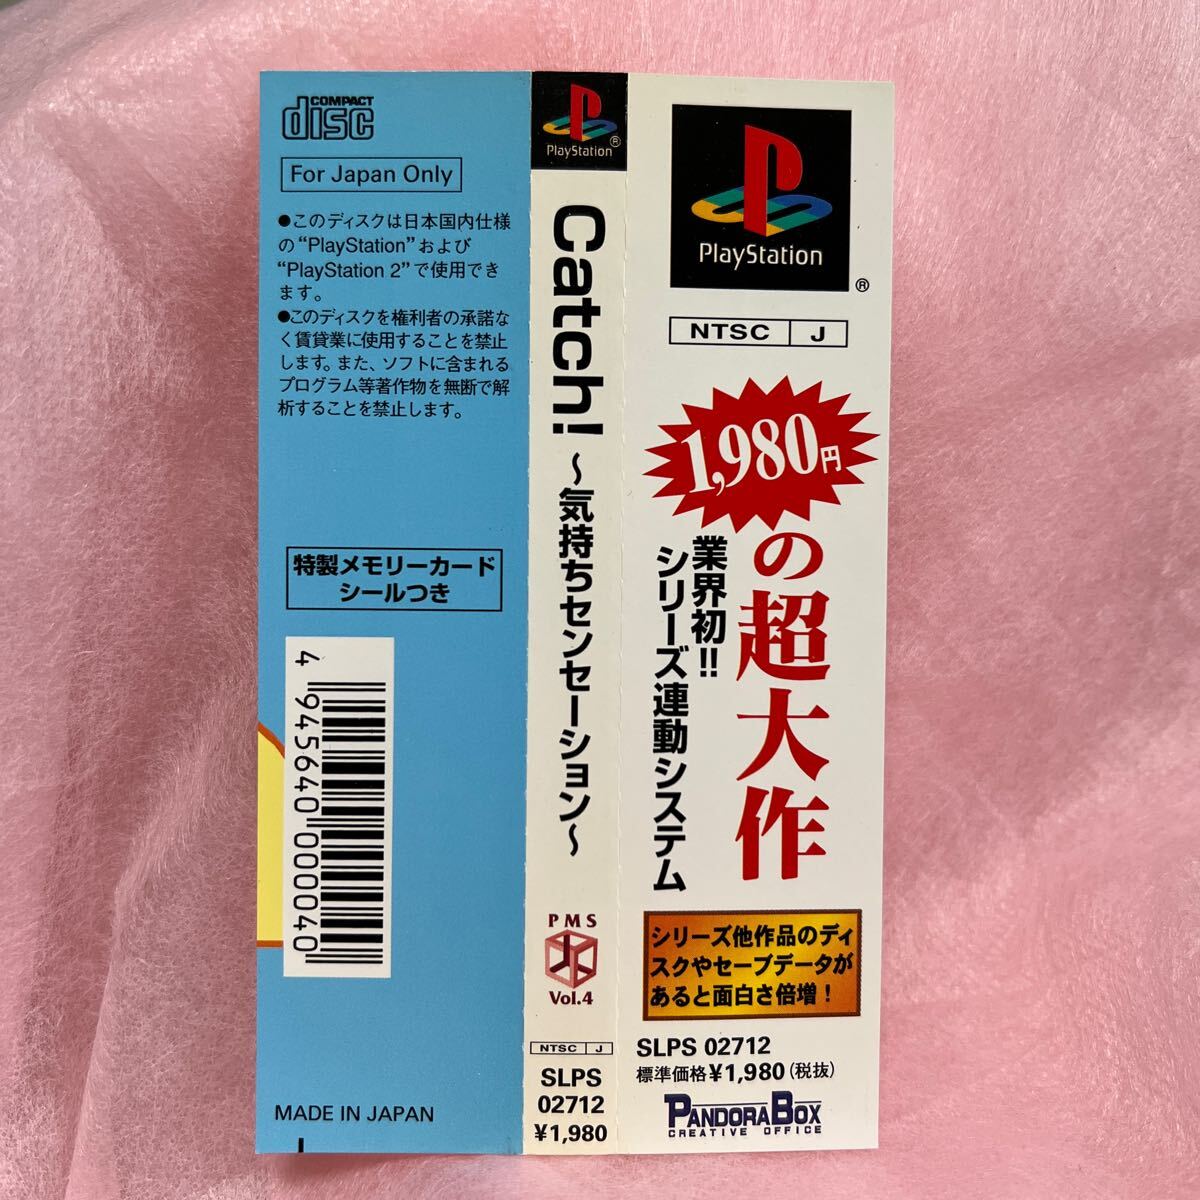 COMPACT
disc
For Japan Only
●このディスクは日本国内仕様
の“PlayStation”および
“PlayStation 2”で使用でき
ます。
●このディスクを権利者の承諾な
く賃貸業に使用することを禁止
します。また、ソフトに含まれる
プログラム等著作物を無断で解
析することを禁止します。
特製メモリーカード
シールつき
4 945640 000040
MADE IN JAPAN
PlayStation®
Catch! ～気持ちセンセーション～
PMS
Vol.4
NTSC J
SLPS
02712
¥1,980
PlayStation
®
NTSC J
1,980円の超大作
業界初!!
シリーズ連動システム
シリーズ他作品のディ
スクやセーブデータが
あると面白さ倍増！
SLPS 02712
標準価格¥1,980(税抜)
PANDORA BOX
CREATIVE OFFICE